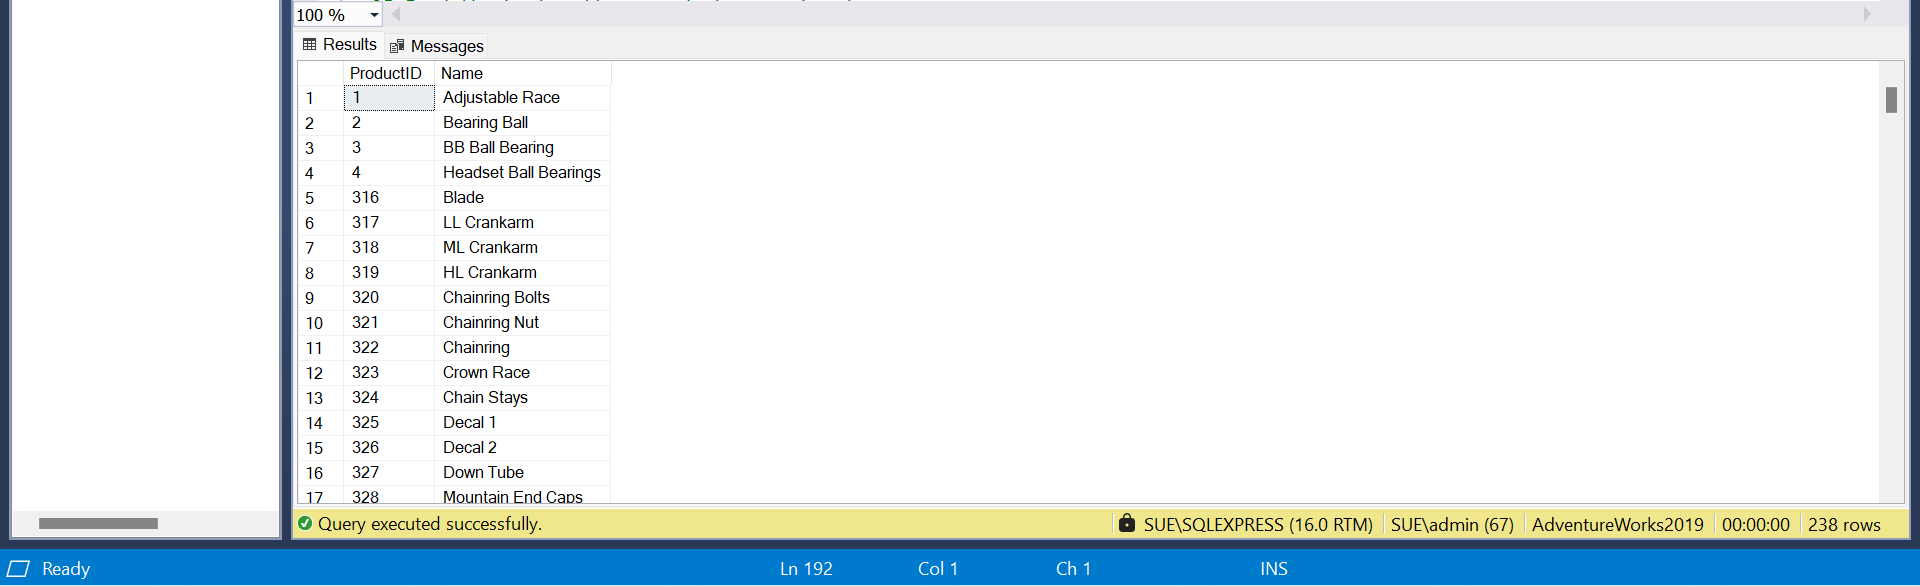 100 %
Results Messages
ProductID Name
1 1 Adjustable Race
2 2 Bearing Ball
3 3 BB Ball Bearing
4 4 Headset Ball Bearings
5 316 Blade
6 317 LL Crankarm
7 318 ML Crankarm
8 319 HL Crankarm
9 320 Chainring Bolts
10 321 Chainring Nut
11 322 Chainring
12 323 Crown Race
13 324 Chain Stays
14 325 Decal 1
15 326 Decal 2
16 327 Down Tube
17 328 Mountain End Caps
Query executed successfully. SUE\SQLEXPRESS (16.0 RTM) SUE\admin (67) AdventureWorks2019 00:00:00 238 rows
Ready Ln 192 Col 1 Ch 1 INS